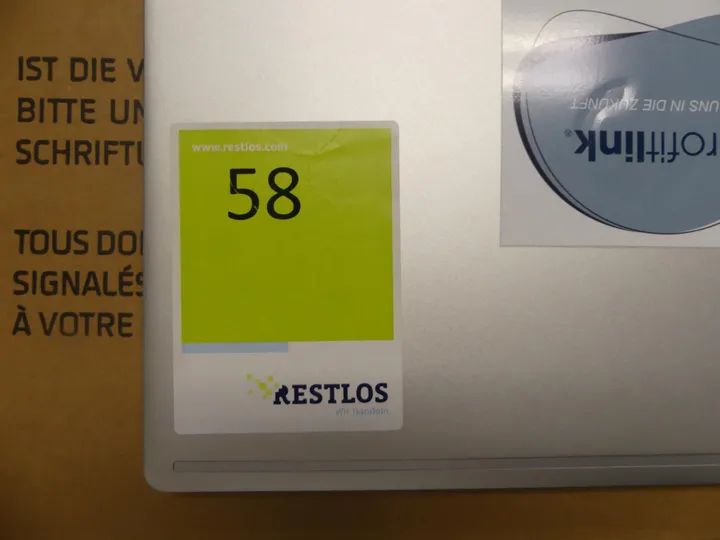 IST DIE V
BITTE UN
SCHRIFTL
TOUS DO
SIGNALÉS
À VOTRE
www.restlos.com
58
RESTLOS
Wir handeln
UNS IN DIE ZUKUNFT
rofitlink®